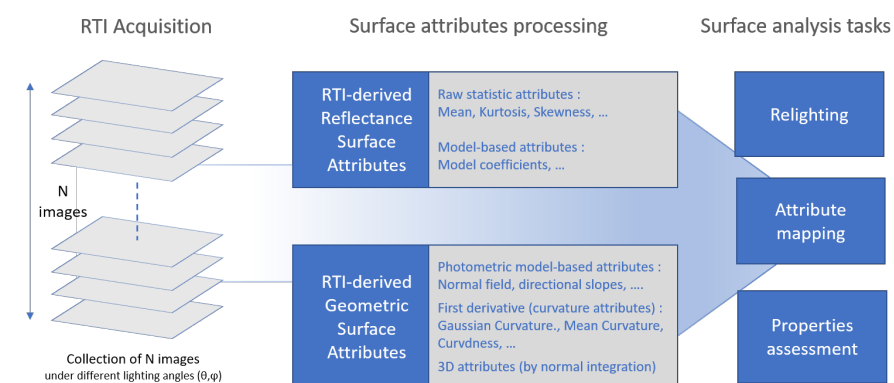 RTI Acquisition
Surface attributes processing
Surface analysis tasks
N
images
Collection of N images
under different lighting angles (θ,φ)
RTI-derived
Reflectance
Surface
Attributes
Raw statistic attributes :
Mean, Kurtosis, Skewness, ...
Model-based attributes :
Model coefficients, ...
RTI-derived
Geometric
Surface
Attributes
Photometric model-based attributes :
Normal field, directional slopes, ....
First derivative (curvature attributes) :
Gaussian Curvature., Mean Curvature,
Curvdness, ...
3D attributes (by normal integration)
Relighting
Attribute
mapping
Properties
assessment